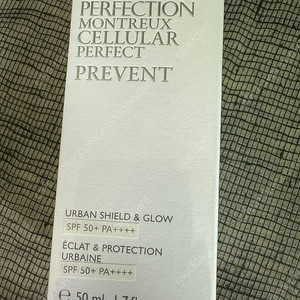 PERFECTION
MONTREUX
CELLULAR
PERFECT
PREVENT
URBAN SHIELD & GLOW
SPF 50+ PA++++
ÉCLAT & PROTECTION
URBAINE
SPF 50+ PA++++
℮ 50 ml